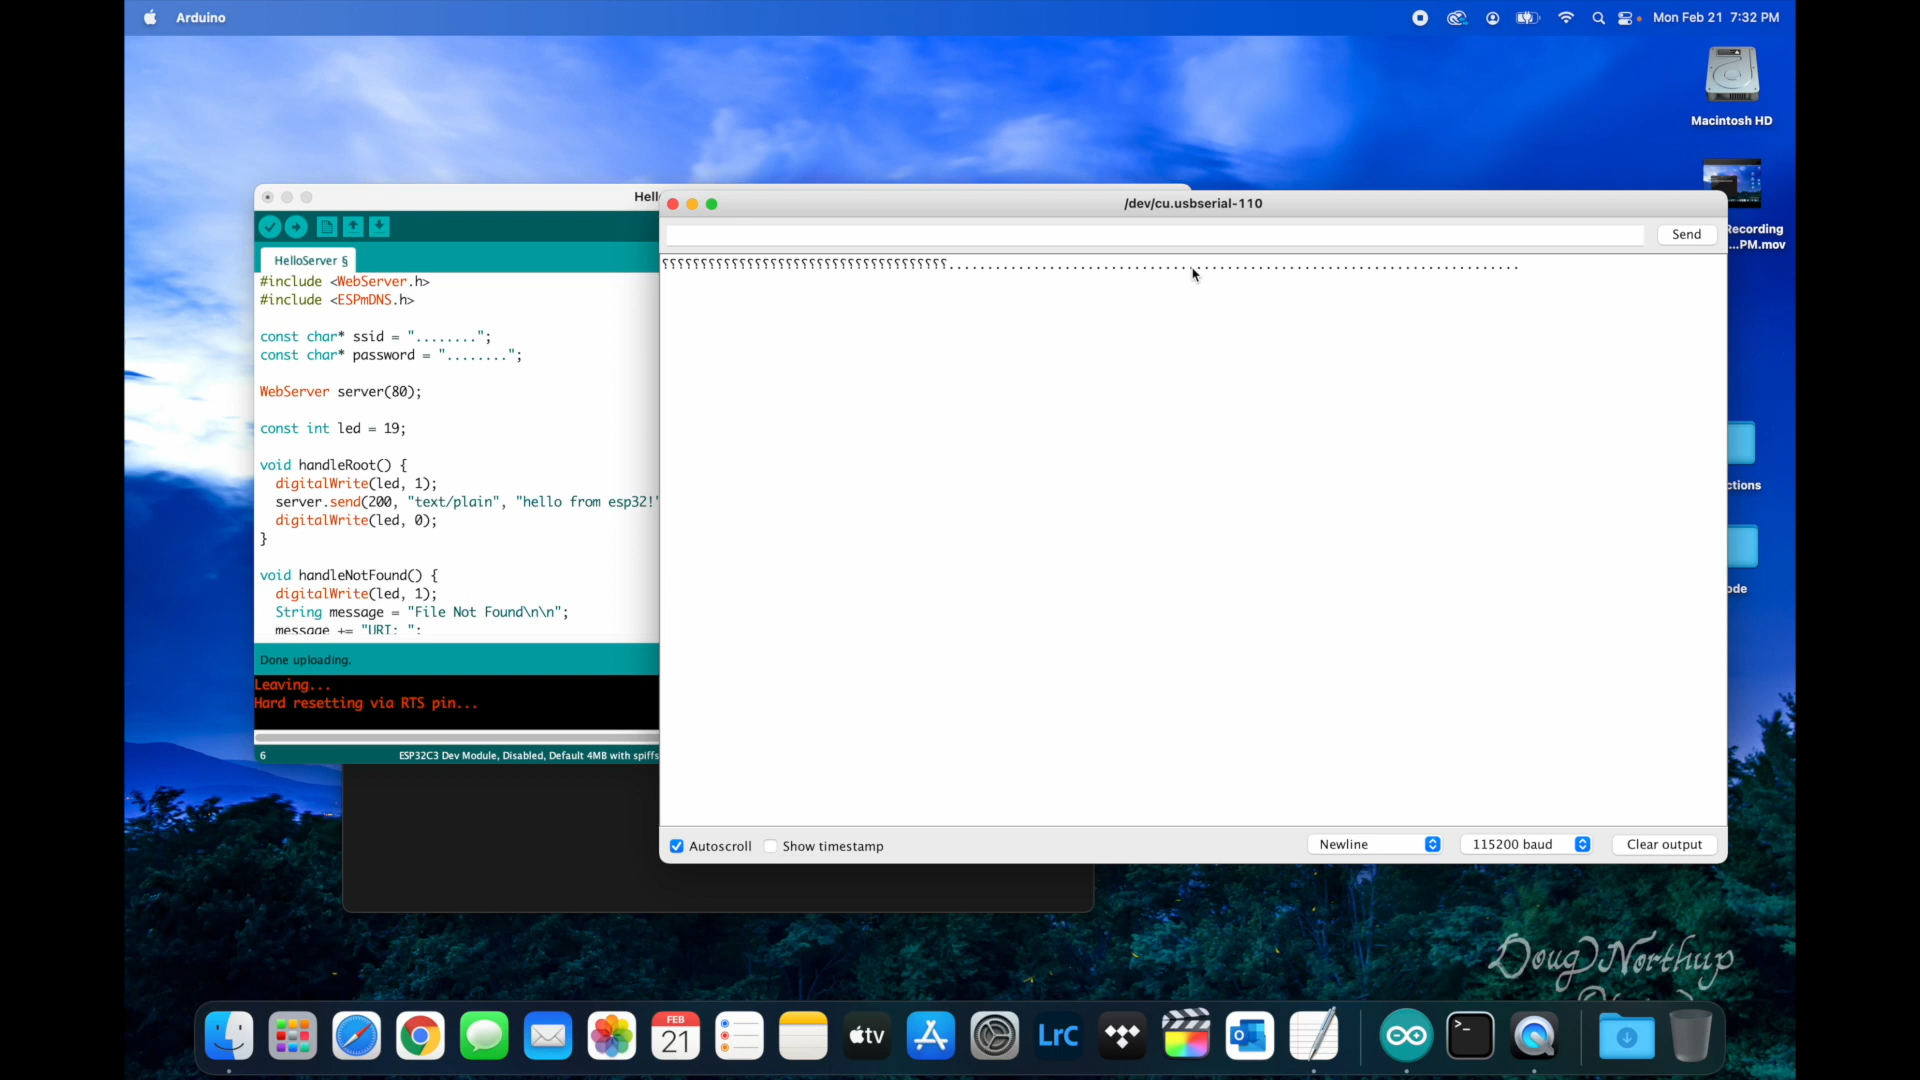 Arduino
Mon Feb 21 7:32 PM
Macintosh HD
Recording
...PM.mov
ctions
ode
Hell
HelloServer §
#include <WebServer.h>
#include <ESPmDNS.h>
const char* ssid = "........";
const char* password = "........";
WebServer server(80);
const int led = 19;
void handleRoot() {
digitalWrite(led, 1);
server.send(200, "text/plain", "hello from esp32!"
digitalWrite(led, 0);
}
void handleNotFound() {
digitalWrite(led, 1);
String message = "File Not Found\n\n";
message += "URI: ";
Done uploading.
Leaving...
Hard resetting via RTS pin...
6
ESP32C3 Dev Module, Disabled, Default 4MB with spiffs
/dev/cu.usbserial-110
Send
Autoscroll
Show timestamp
Newline
115200 baud
Clear output
Doug Northup
FEB
21
tv
LrC